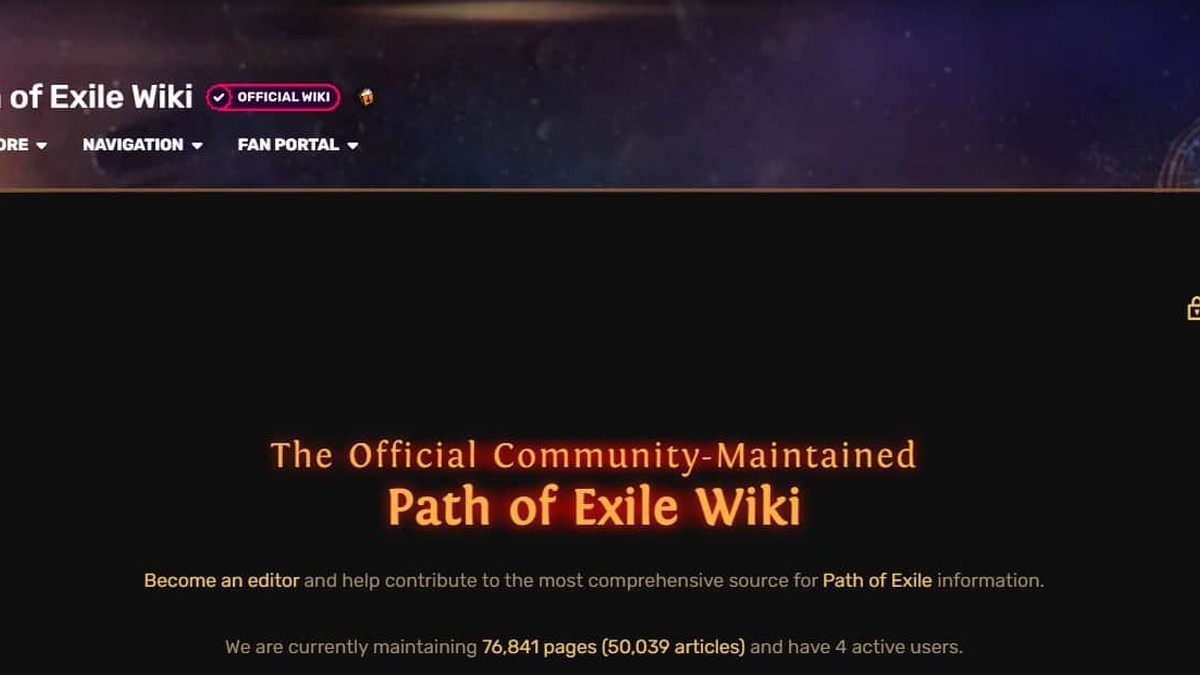 of Exile Wiki OFFICIAL WIKI
NAVIGATION FAN PORTAL
The Official Community-Maintained
Path of Exile Wiki
Become an editor and help contribute to the most comprehensive source for Path of Exile information.
We are currently maintaining 76,841 pages (50,039 articles) and have 4 active users.